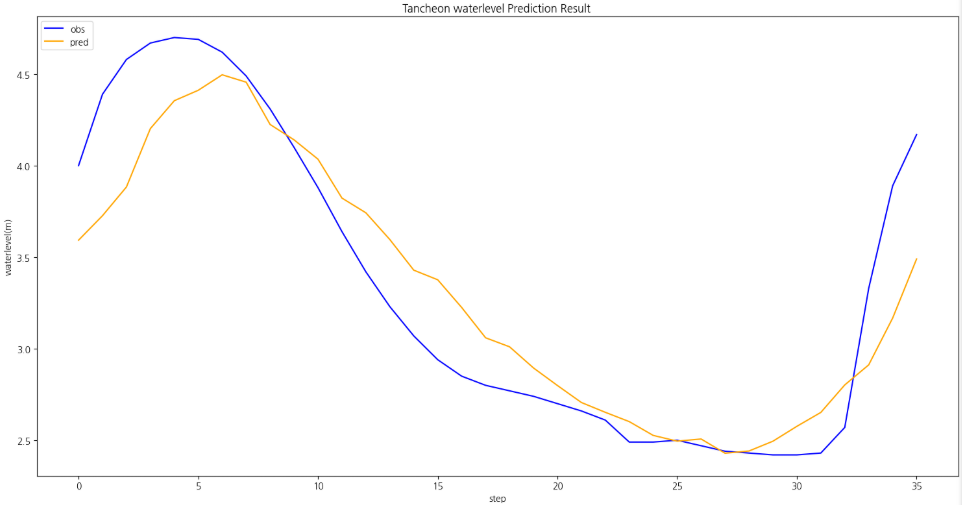 Tancheon waterlevel Prediction Result
obs
pred
waterlevel(m)
4.5
4.0
3.5
3.0
2.5
0 5 10 15 20 25 30 35
step